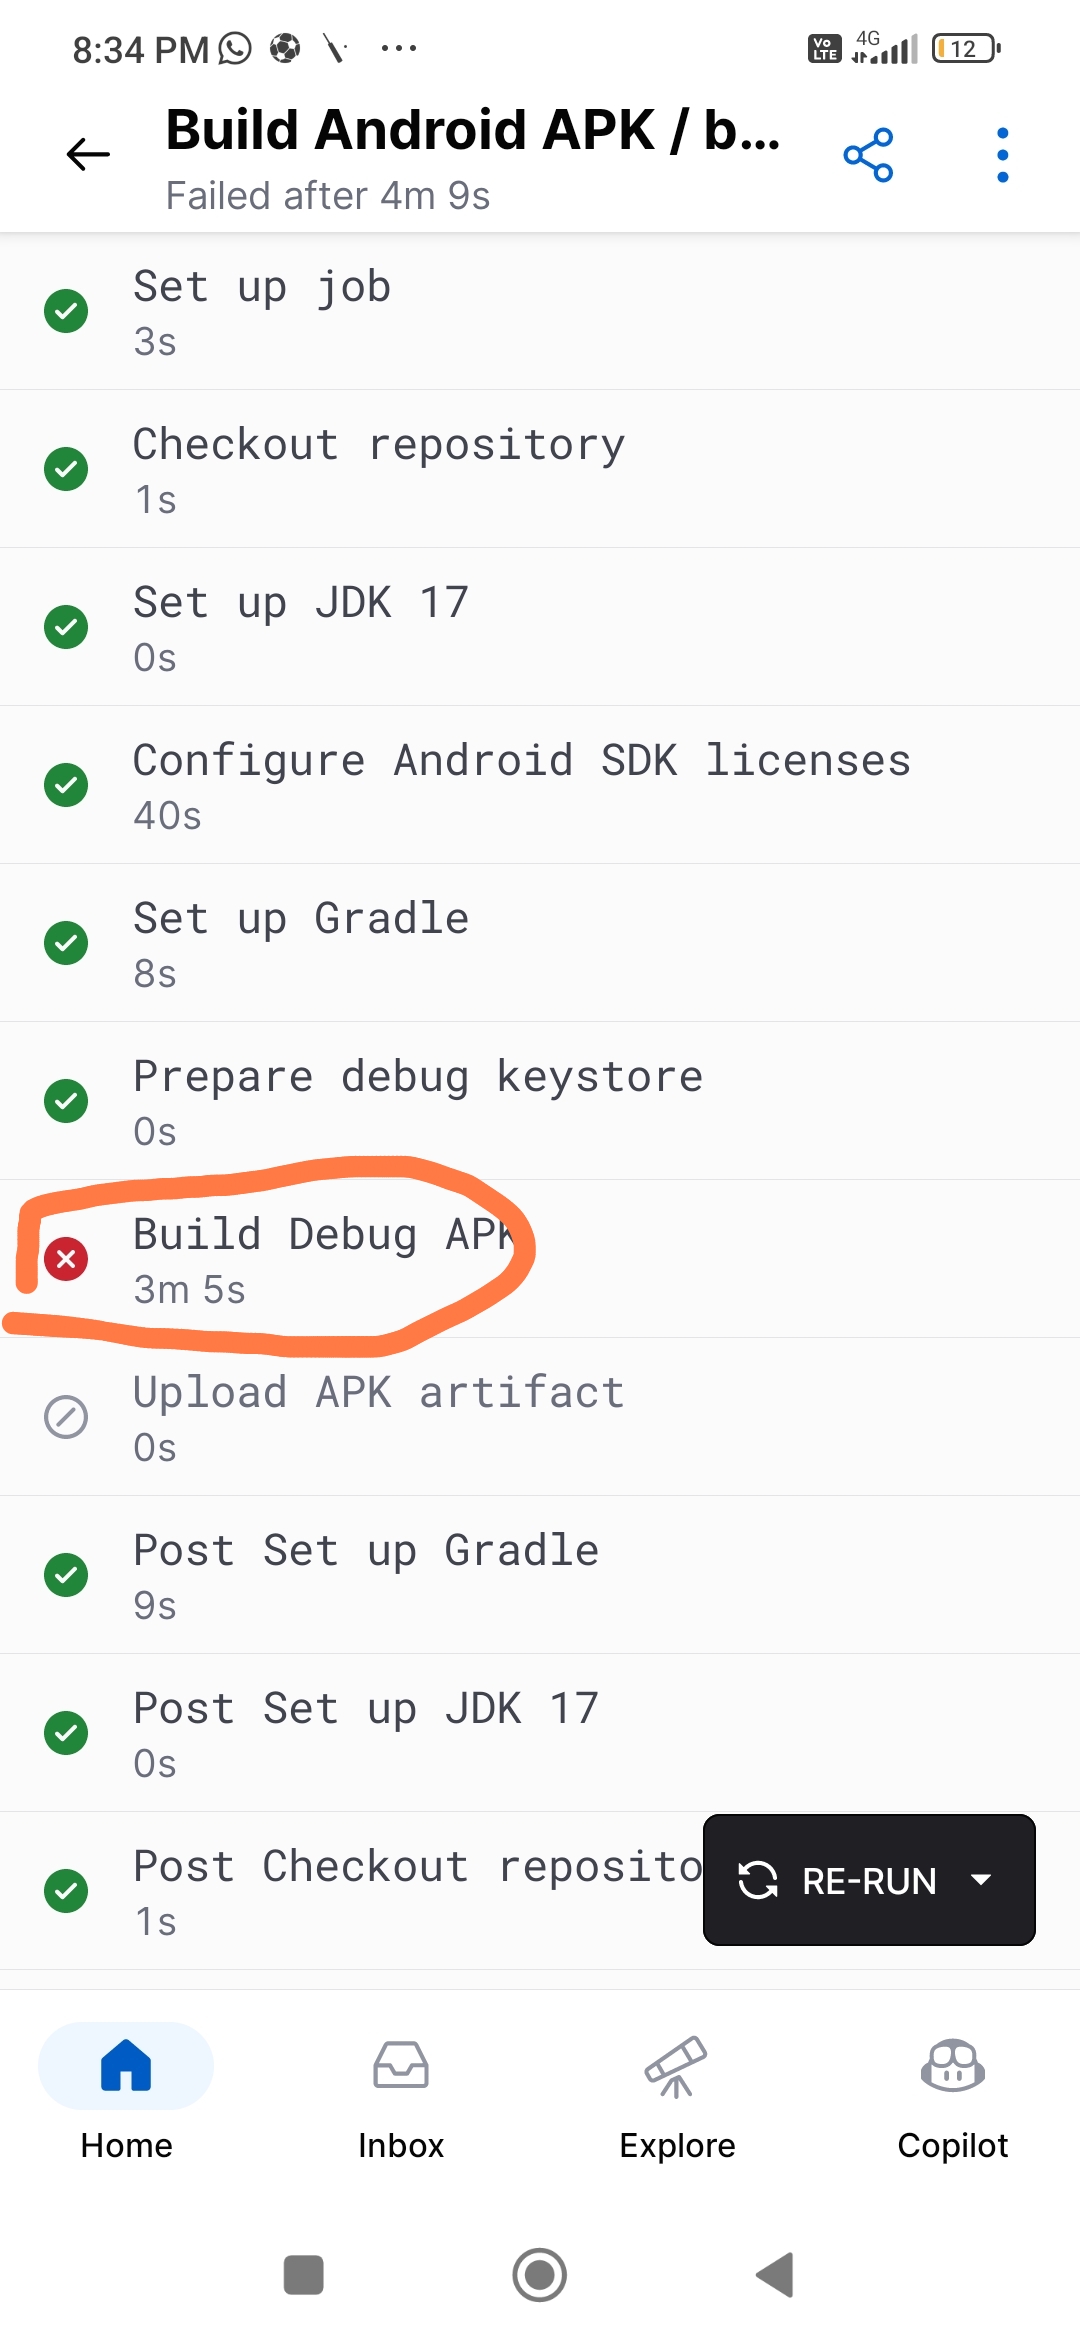 8:34 PM
Vo LTE 4G 12
Build Android APK / b...
Failed after 4m 9s
Set up job
3s
Checkout repository
1s
Set up JDK 17
0s
Configure Android SDK licenses
40s
Set up Gradle
8s
Prepare debug keystore
0s
Build Debug APK
3m 5s
Upload APK artifact
0s
Post Set up Gradle
9s
Post Set up JDK 17
0s
Post Checkout reposito
1s
RE-RUN
Home
Inbox
Explore
Copilot